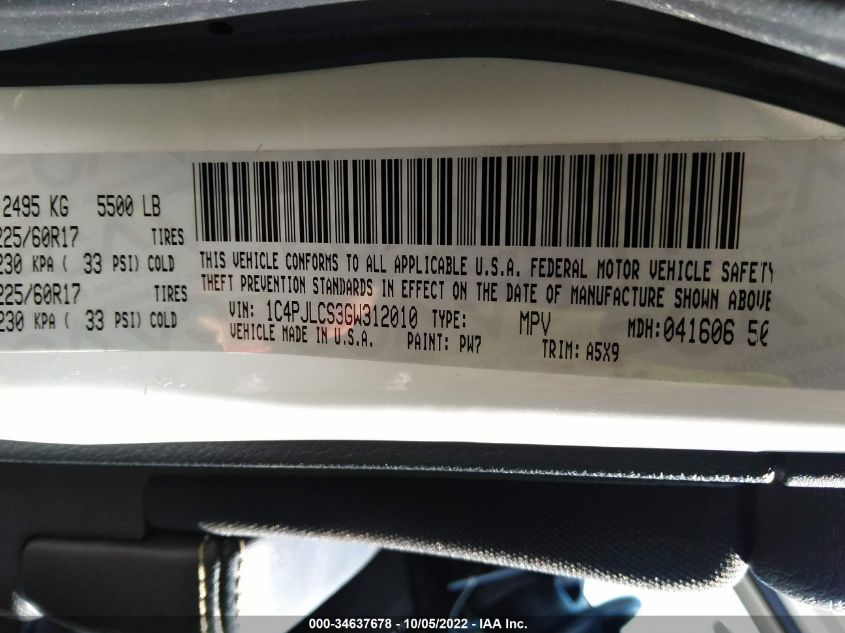 2495 KG 5500 LB
225/60R17 TIRES
230 KPA ( 33 PSI) COLD
225/60R17 TIRES
230 KPA ( 33 PSI) COLD
THIS VEHICLE CONFORMS TO ALL APPLICABLE U.S.A. FEDERAL MOTOR VEHICLE SAFETY
THEFT PREVENTION STANDARDS IN EFFECT ON THE DATE OF MANUFACTURE SHOWN ABOVE
VIN: 1C4PJLCS3GW312010 TYPE: MPV MDH:041606 50
VEHICLE MADE IN U.S.A. PAINT: PW7 TRIM: A5X9
000-34637678 - 10/05/2022 - IAA Inc.